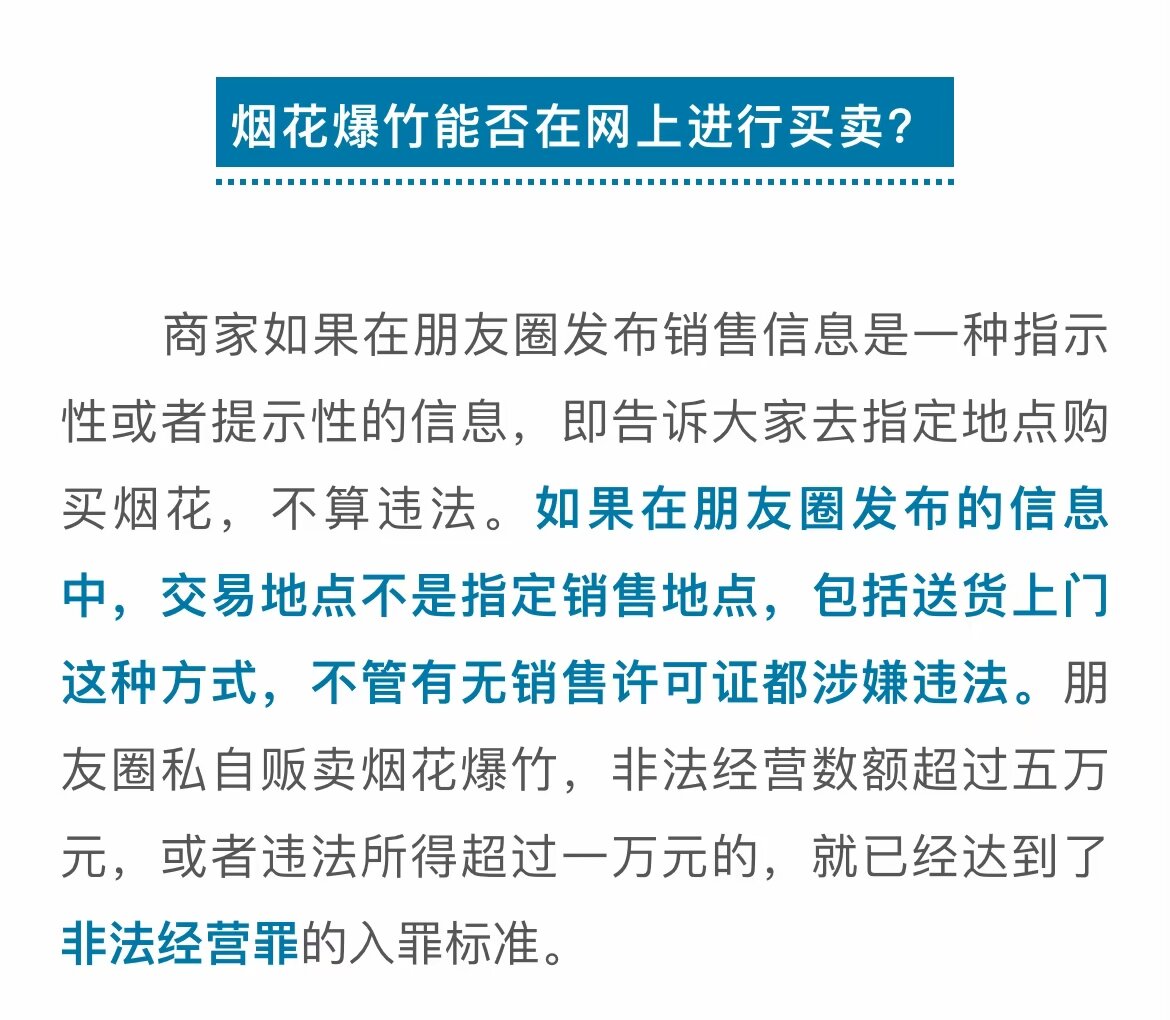 烟花爆竹能否在网上进行买卖？
商家如果在朋友圈发布销售信息是一种指示
性或者提示性的信息，即告诉大家去指定地点购
买烟花，不算违法。如果在朋友圈发布的信息
中，交易地点不是指定销售地点，包括送货上门
这种方式，不管有无销售许可证都涉嫌违法。朋
友圈私自贩卖烟花爆竹，非法经营数额超过五万
元，或者违法所得超过一万元的，就已经达到了
非法经营罪的入罪标准。